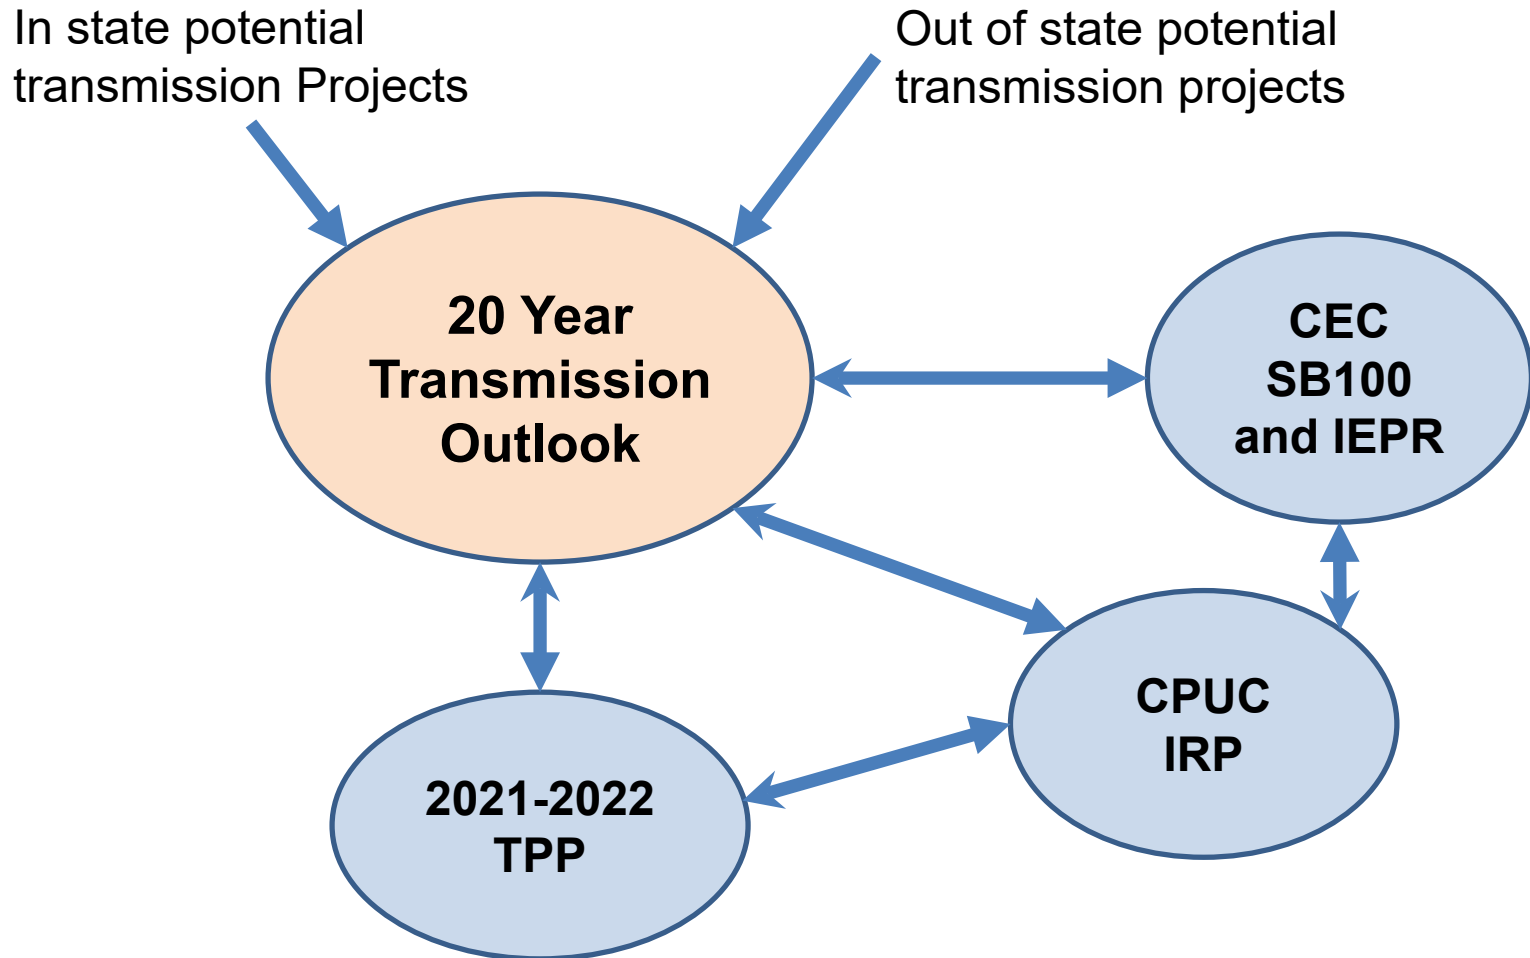 In state potential
transmission Projects
Out of state potential
transmission projects
20 Year
Transmission
Outlook
CEC
SB100
and IEPR
CPUC
IRP
2021-2022
TPP